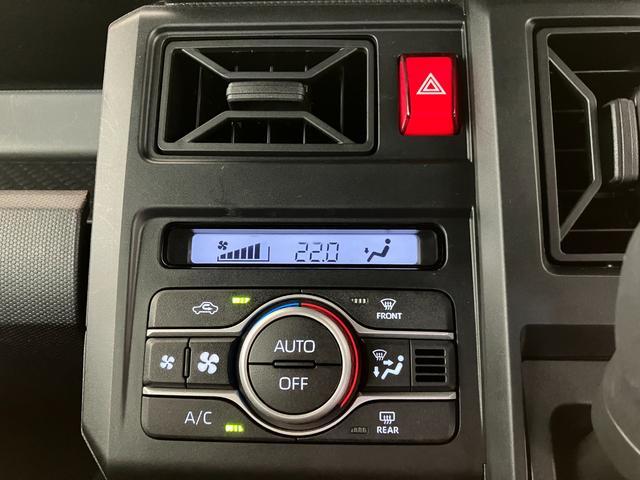 22.0
FRONT
AUTO
OFF
A/C
REAR